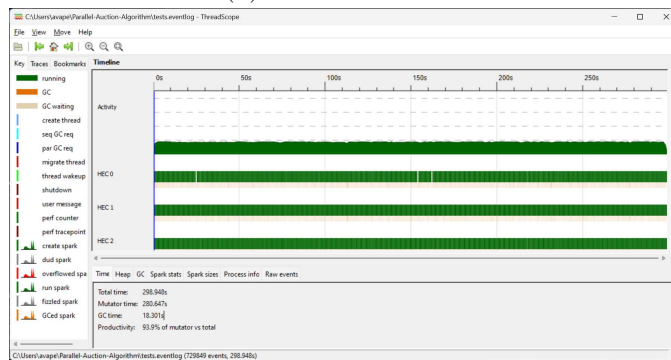 (  )
C:\Users\avape\Parallel-Auction-Algorithm\tests.eventlog - ThreadScope
File View Move Help
Key Traces Bookmarks
running
GC
GC waiting
create thread
seq GC req
par GC req
migrate thread
thread wakeup
shutdown
user message
perf counter
perf tracepoint
create spark
dud spark
overflowed spa
run spark
fizzled spark
GCed spark
Timeline
0s 50s 100s 150s 200s 250s
Activity
HEC 0
HEC 1
HEC 2
Time Heap GC Spark stats Spark sizes Process info Raw events
Total time: 298.948s
Mutator time: 280.647s
GC time: 18.301s
Productivity: 93.9% of mutator vs total
C:\Users\avape\Parallel-Auction-Algorithm\tests.eventlog (729849 events, 298.948s)